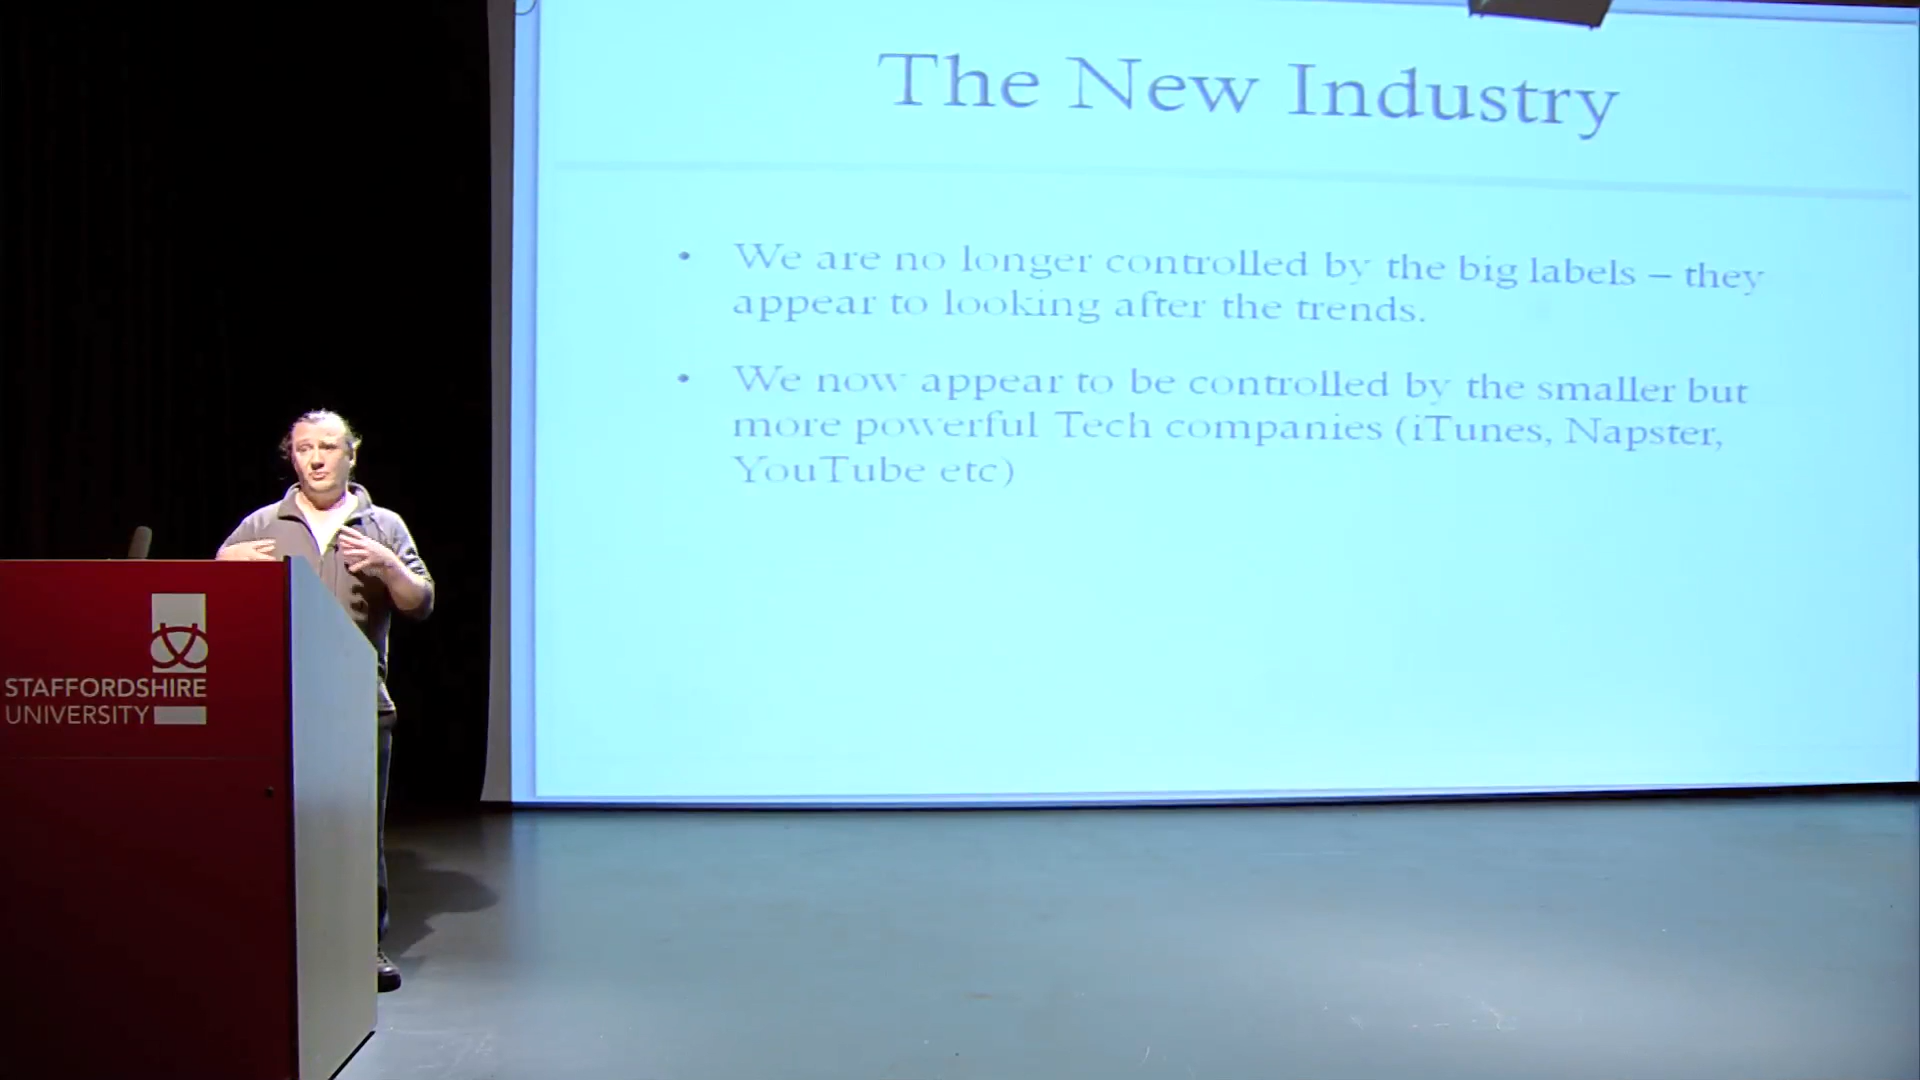 The New Industry
• We are no longer controlled by the big labels – they
appear to looking after the trends.
• We now appear to be controlled by the smaller but
more powerful Tech companies (iTunes, Napster,
YouTube etc)
STAFFORDSHIRE
UNIVERSITY